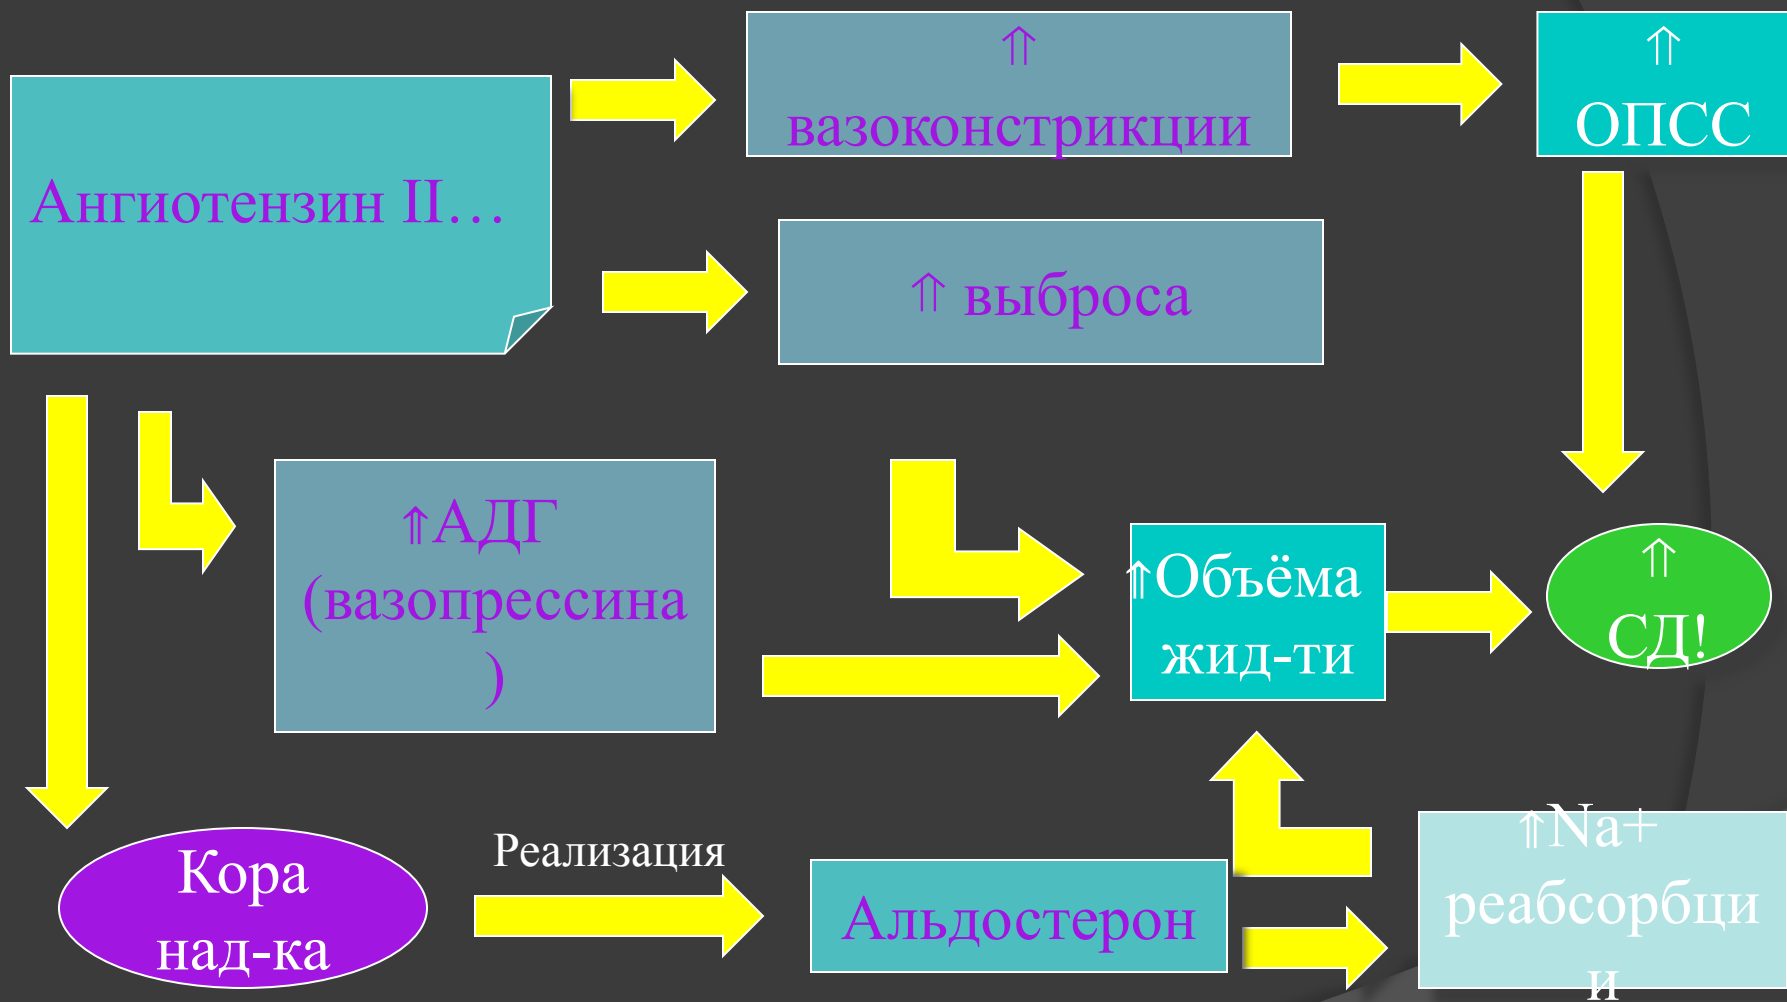 ⇑
вазоконстрикции
⇑
ОПСС
Ангиотензин II…
⇑ выброса
⇑АДГ
(вазопрессина
)
⇑Объёма
жид-ти
⇑
СД!
Кора
над-ка
Реализация
Альдостерон
⇑Na+
реабсорбци
и